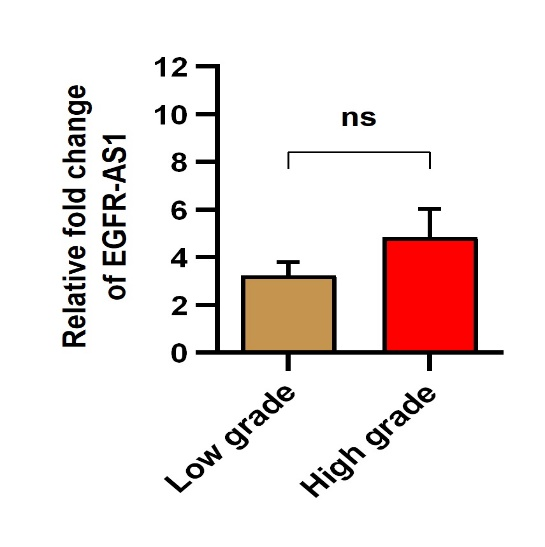 Relative fold change
of EGFR-AS1
12
10
8
6
4
2
0
ns
Low grade
High grade